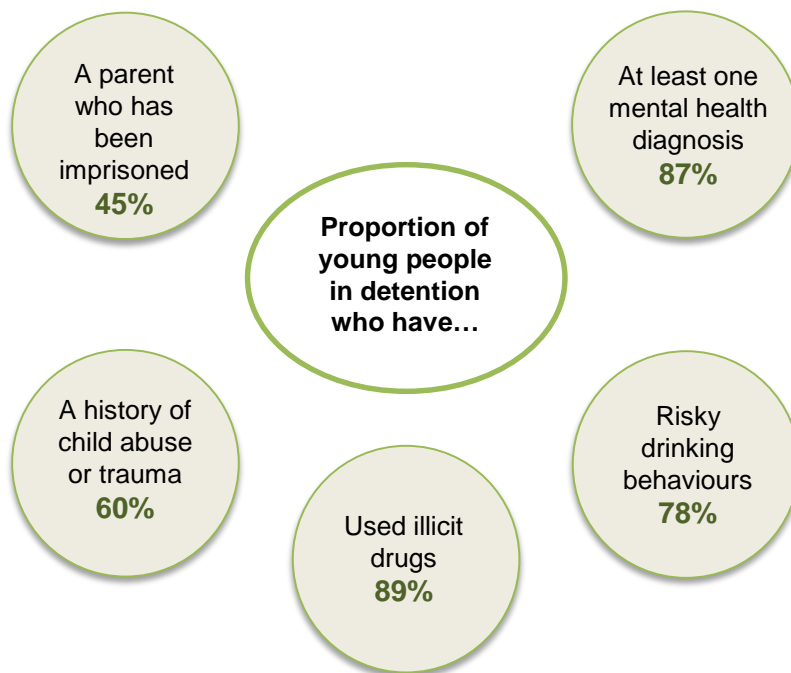 A parent
who has
been
imprisoned
45%
At least one
mental health
diagnosis
87%
Proportion of
young people
in detention
who have…
A history of
child abuse
or trauma
60%
Used illicit
drugs
89%
Risky
drinking
behaviours
78%